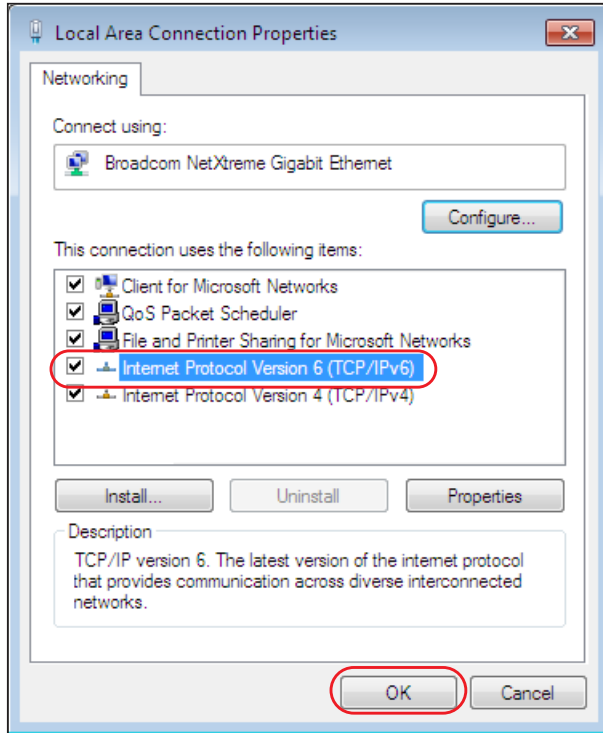 Local Area Connection Properties
Networking
Connect using:
Broadcom NetXtreme Gigabit Ethernet
Configure...
This connection uses the following items:
Client for Microsoft Networks
QoS Packet Scheduler
File and Printer Sharing for Microsoft Networks
Internet Protocol Version 6 (TCP/IPv6)
Internet Protocol Version 4 (TCP/IPv4)
Install...
Uninstall
Properties
Description
TCP/IP version 6. The latest version of the internet protocol
that provides communication across diverse interconnected
networks.
OK
Cancel